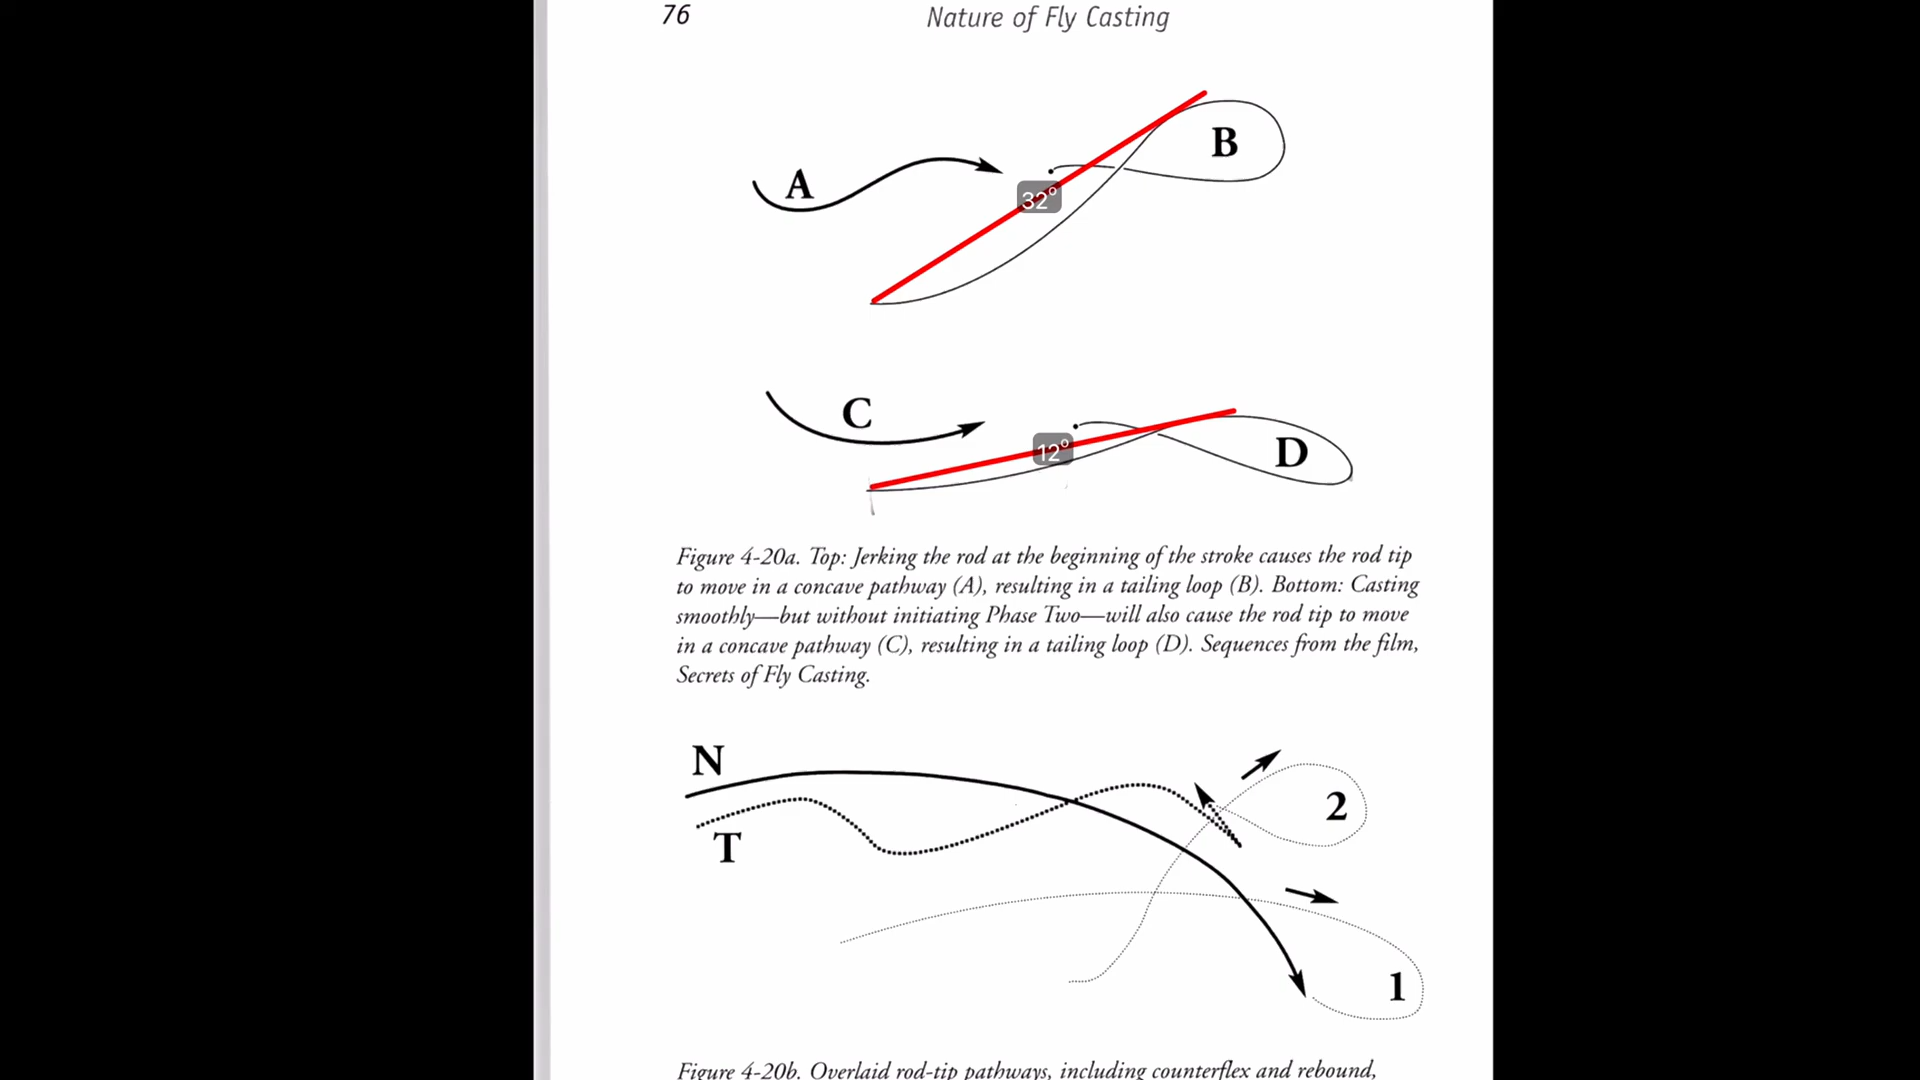 76
Nature of Fly Casting
B
A
32°
C
12°
D
Figure 4-20a. Top: Jerking the rod at the beginning of the stroke causes the rod tip
to move in a concave pathway (A), resulting in a tailing loop (B). Bottom: Casting
smoothly—but without initiating Phase Two—will also cause the rod tip to move
in a concave pathway (C), resulting in a tailing loop (D). Sequences from the film,
Secrets of Fly Casting.
N
2
T
1
Figure 4-20b. Overlaid rod-tip pathways, including counterflex and rebound,